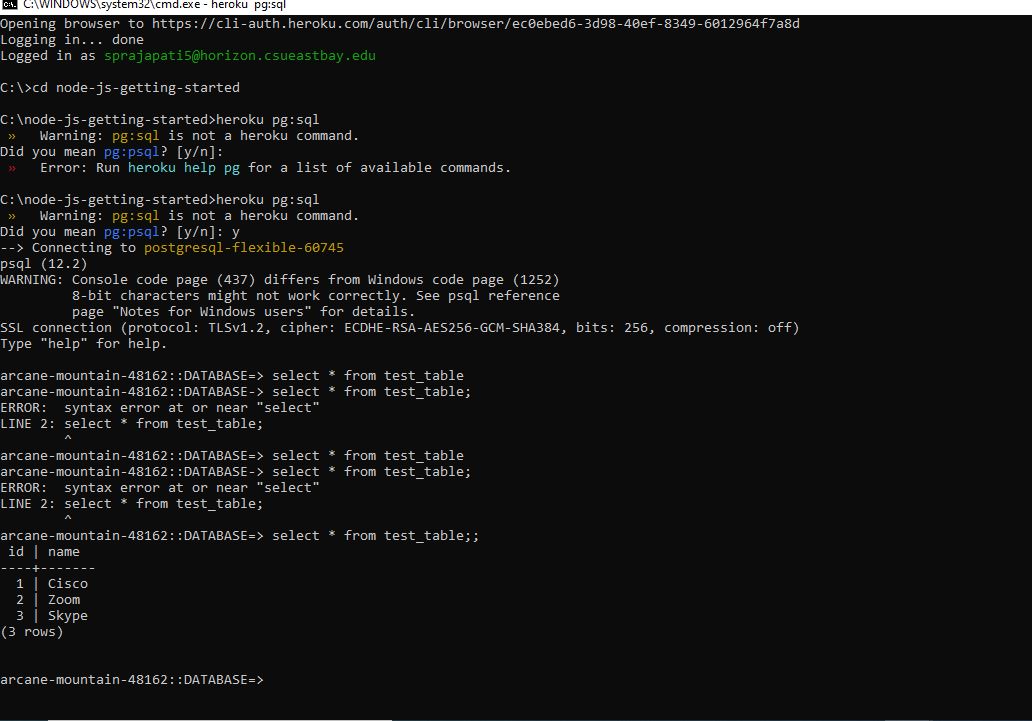 C:\WINDOWS\system32\cmd.exe - heroku  pg:sql
Opening browser to https://cli-auth.heroku.com/auth/cli/browser/ec0ebed6-3d98-40ef-8349-6012964f7a8d
Logging in... done
Logged in as sprajapati5@horizon.csueastbay.edu
C:\>cd node-js-getting-started
C:\node-js-getting-started>heroku pg:sql
»   Warning: pg:sql is not a heroku command.
Did you mean pg:psql? [y/n]:
»   Error: Run heroku help pg for a list of available commands.
C:\node-js-getting-started>heroku pg:sql
»   Warning: pg:sql is not a heroku command.
Did you mean pg:psql? [y/n]: y
--> Connecting to postgresql-flexible-60745
psql (12.2)
WARNING: Console code page (437) differs from Windows code page (1252)
         8-bit characters might not work correctly. See psql reference
         page "Notes for Windows users" for details.
SSL connection (protocol: TLSv1.2, cipher: ECDHE-RSA-AES256-GCM-SHA384, bits: 256, compression: off)
Type "help" for help.
arcane-mountain-48162::DATABASE=> select * from test_table
arcane-mountain-48162::DATABASE-> select * from test_table;
ERROR:  syntax error at or near "select"
LINE 2: select * from test_table;
        ^
arcane-mountain-48162::DATABASE=> select * from test_table
arcane-mountain-48162::DATABASE-> select * from test_table;
ERROR:  syntax error at or near "select"
LINE 2: select * from test_table;
        ^
arcane-mountain-48162::DATABASE=> select * from test_table;;
 id | name
----+-------
  1 | Cisco
  2 | Zoom
  3 | Skype
(3 rows)
arcane-mountain-48162::DATABASE=>